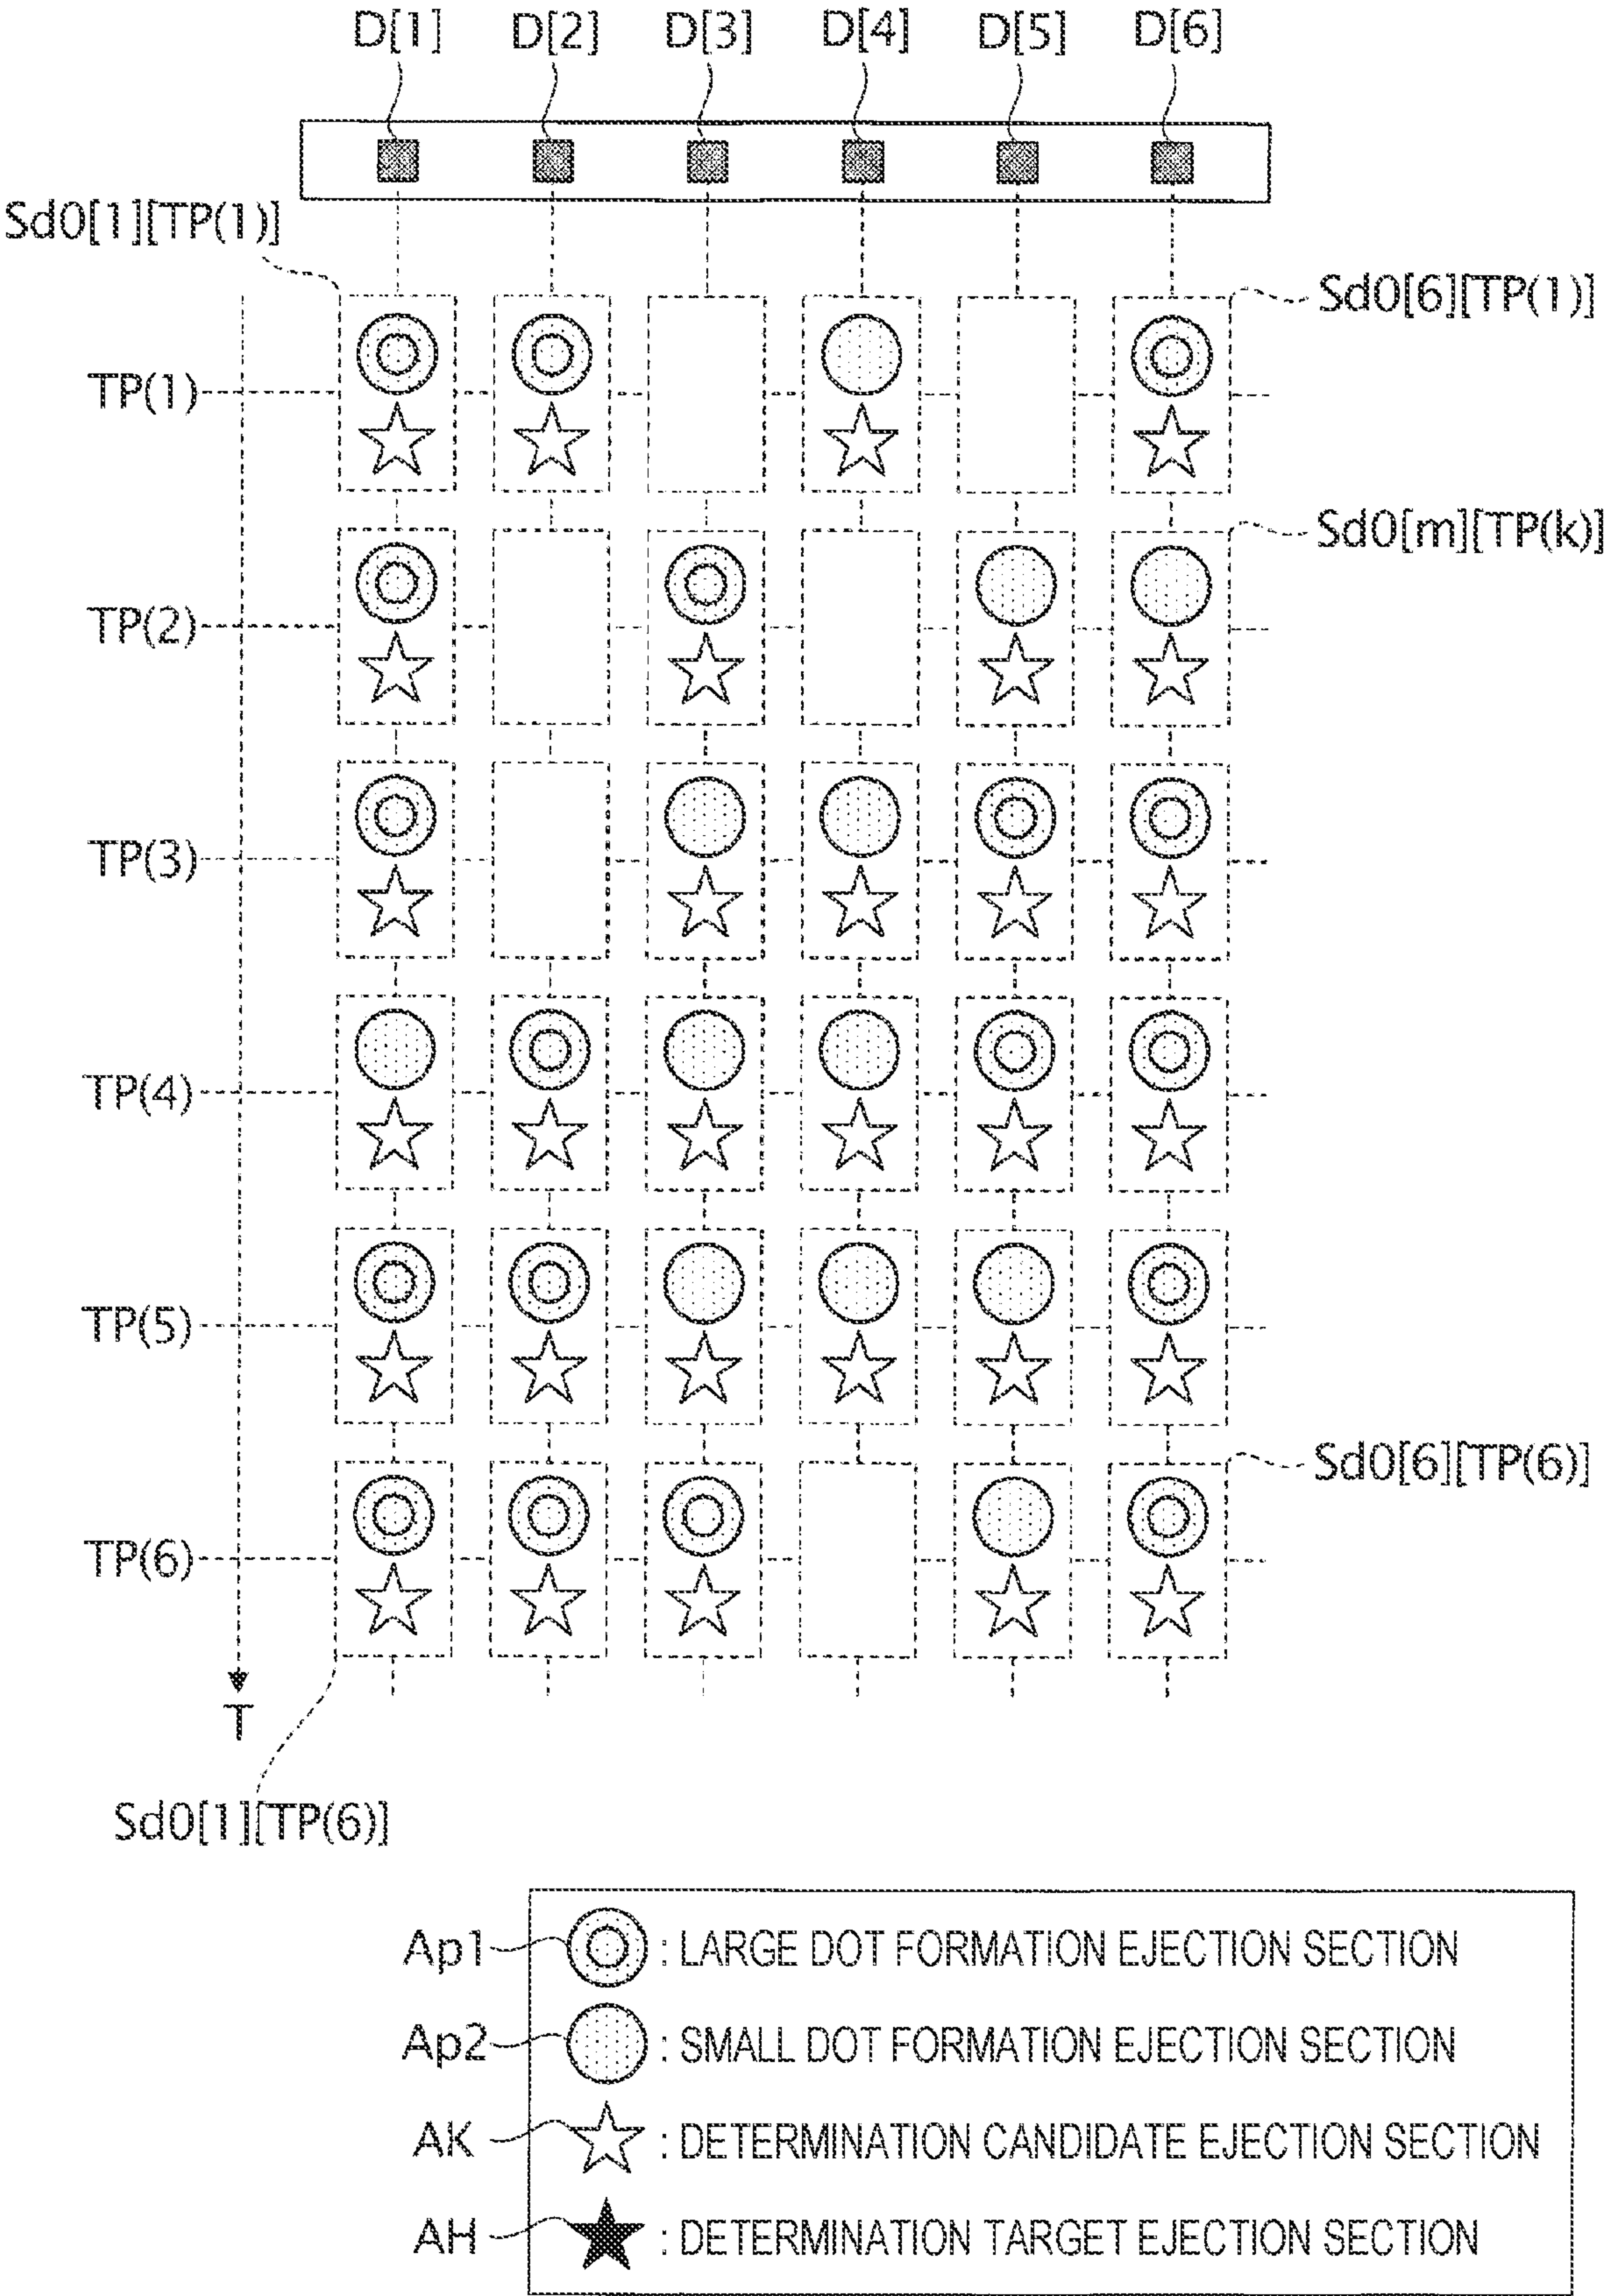 D[1] D[2] D[3] D[4] D[5] D[6]
Sd0[1][TP(1)]
Sd0[6][TP(1)]
TP(1)
Sd0[m][TP(k)]
TP(2)
TP(3)
TP(4)
TP(5)
Sd0[6][TP(6)]
TP(6)
T
Sd0[1][TP(6)]
Ap1 : LARGE DOT FORMATION EJECTION SECTION
Ap2 : SMALL DOT FORMATION EJECTION SECTION
AK : DETERMINATION CANDIDATE EJECTION SECTION
AH : DETERMINATION TARGET EJECTION SECTION